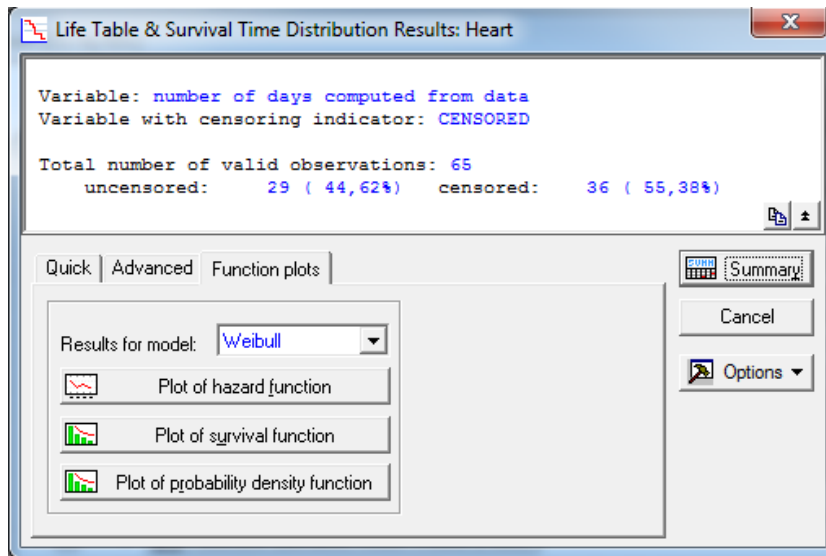 Life Table & Survival Time Distribution Results: Heart
Variable: number of days computed from data
Variable with censoring indicator: CENSORED
Total number of valid observations: 65
uncensored: 29 ( 44,62%) censored: 36 ( 55,38%)
Quick Advanced Function plots
Summary
Cancel
Options
Results for model: Weibull
Plot of hazard function
Plot of survival function
Plot of probability density function